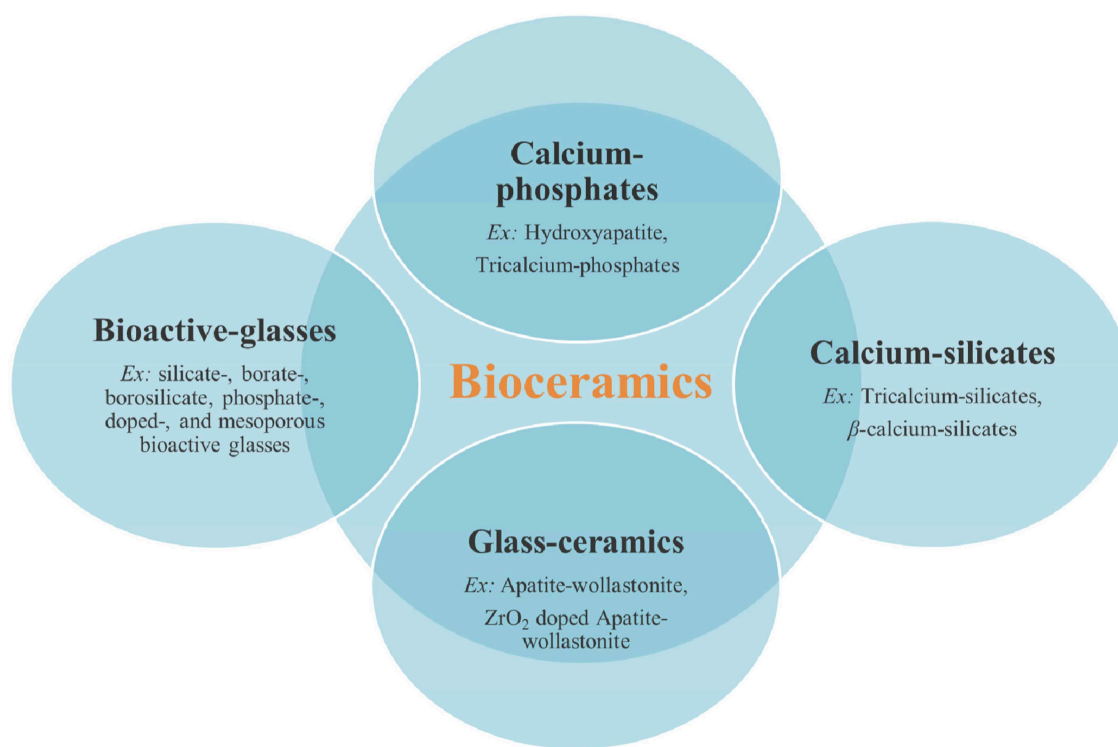 Calcium-
phosphates
Ex: Hydroxyapatite,
Tricalcium-phosphates
Bioactive-glasses
Ex: silicate-, borate-,
borosilicate, phosphate-,
doped-, and mesoporous
bioactive glasses
Bioceramics
Calcium-silicates
Ex: Tricalcium-silicates,
β-calcium-silicates
Glass-ceramics
Ex: Apatite-wollastonite,
ZrO₂ doped Apatite-
wollastonite